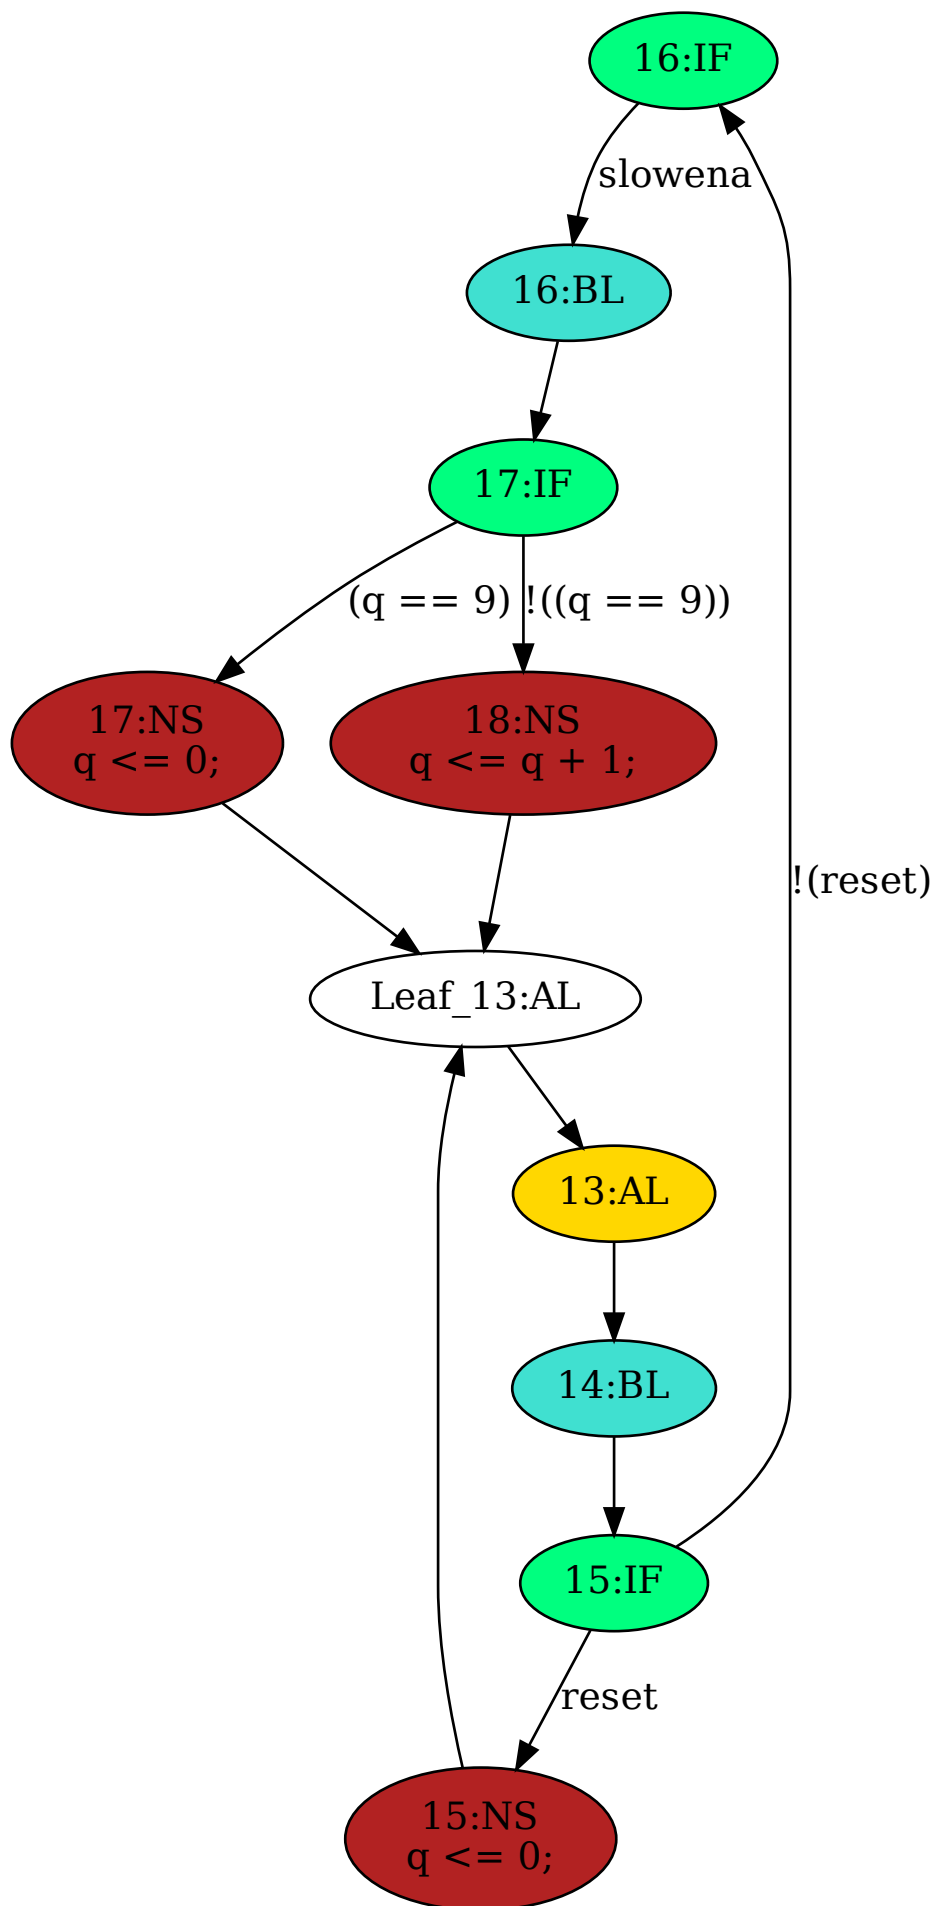 16:IF
slowena
16:BL
17:IF
(q == 9)
!((q == 9))
17:NS
q <= 0;
18:NS
q <= q + 1;
!(reset)
Leaf_13:AL
13:AL
14:BL
15:IF
reset
15:NS
q <= 0;